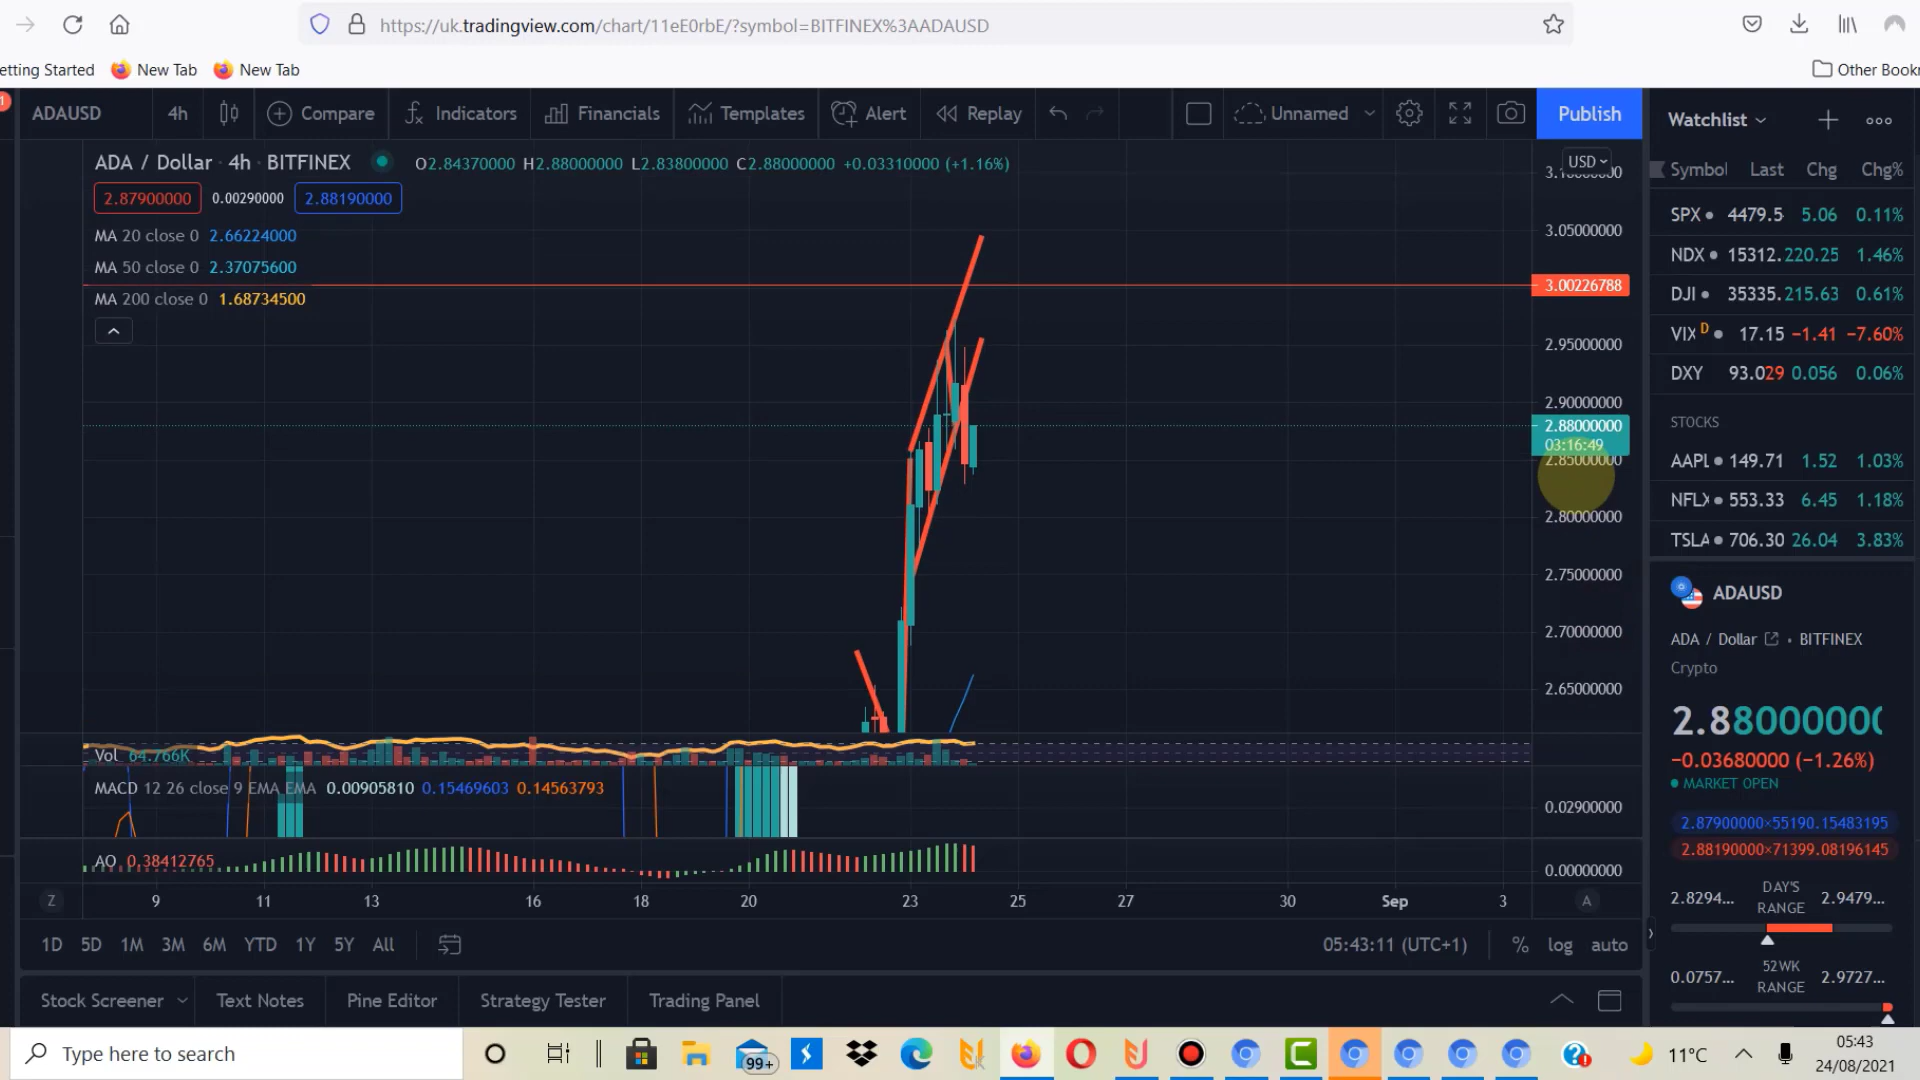 https://uk.tradingview.com/chart/11eE0rbE/?symbol=BITFINEX%3AADAUSD
etting Started New Tab New Tab Other Bookr
1
ADAUSD 4h Compare Indicators Financials Templates Alert Replay Unnamed Publish
ADA / Dollar · 4h · BITFINEX O2.84370000 H2.88000000 L2.83800000 C2.88000000 +0.03310000 (+1.16%)
2.87900000 0.00290000 2.88190000
MA 20 close 0 2.66224000
MA 50 close 0 2.37075600
MA 200 close 0 1.68734500
USD
3.05000000
3.00226788
2.95000000
2.90000000
2.88000000
03:16:49
2.85000000
2.80000000
2.75000000
2.70000000
2.65000000
Vol 64.766K
MACD 12 26 close 9 EMA EMA 0.00905810 0.15469603 0.14563793
0.02900000
AO 0.38412765
0.00000000
Z 9 11 13 16 18 20 23 25 27 30 Sep 3 A
1D 5D 1M 3M 6M YTD 1Y 5Y All 05:43:11 (UTC+1) % log auto
Stock Screener Text Notes Pine Editor Strategy Tester Trading Panel
Watchlist
Symbol Last Chg Chg%
SPX 4479.5 5.06 0.11%
NDX 15312. 220.25 1.46%
DJI 35335. 215.63 0.61%
VIX D 17.15 −1.41 −7.60%
DXY 93.029 0.056 0.06%
STOCKS
AAPL 149.71 1.52 1.03%
NFLX 553.33 6.45 1.18%
TSLA 706.30 26.04 3.83%
ADAUSD
ADA / Dollar · BITFINEX
Crypto
2.88000000
−0.03680000 (−1.26%)
MARKET OPEN
2.87900000×55190.15483195
2.88190000×71399.08196145
2.8294... DAY'S RANGE 2.9479...
0.0757... 52WK RANGE 2.9727...
Type here to search 99+ 11°C 05:43
24/08/2021